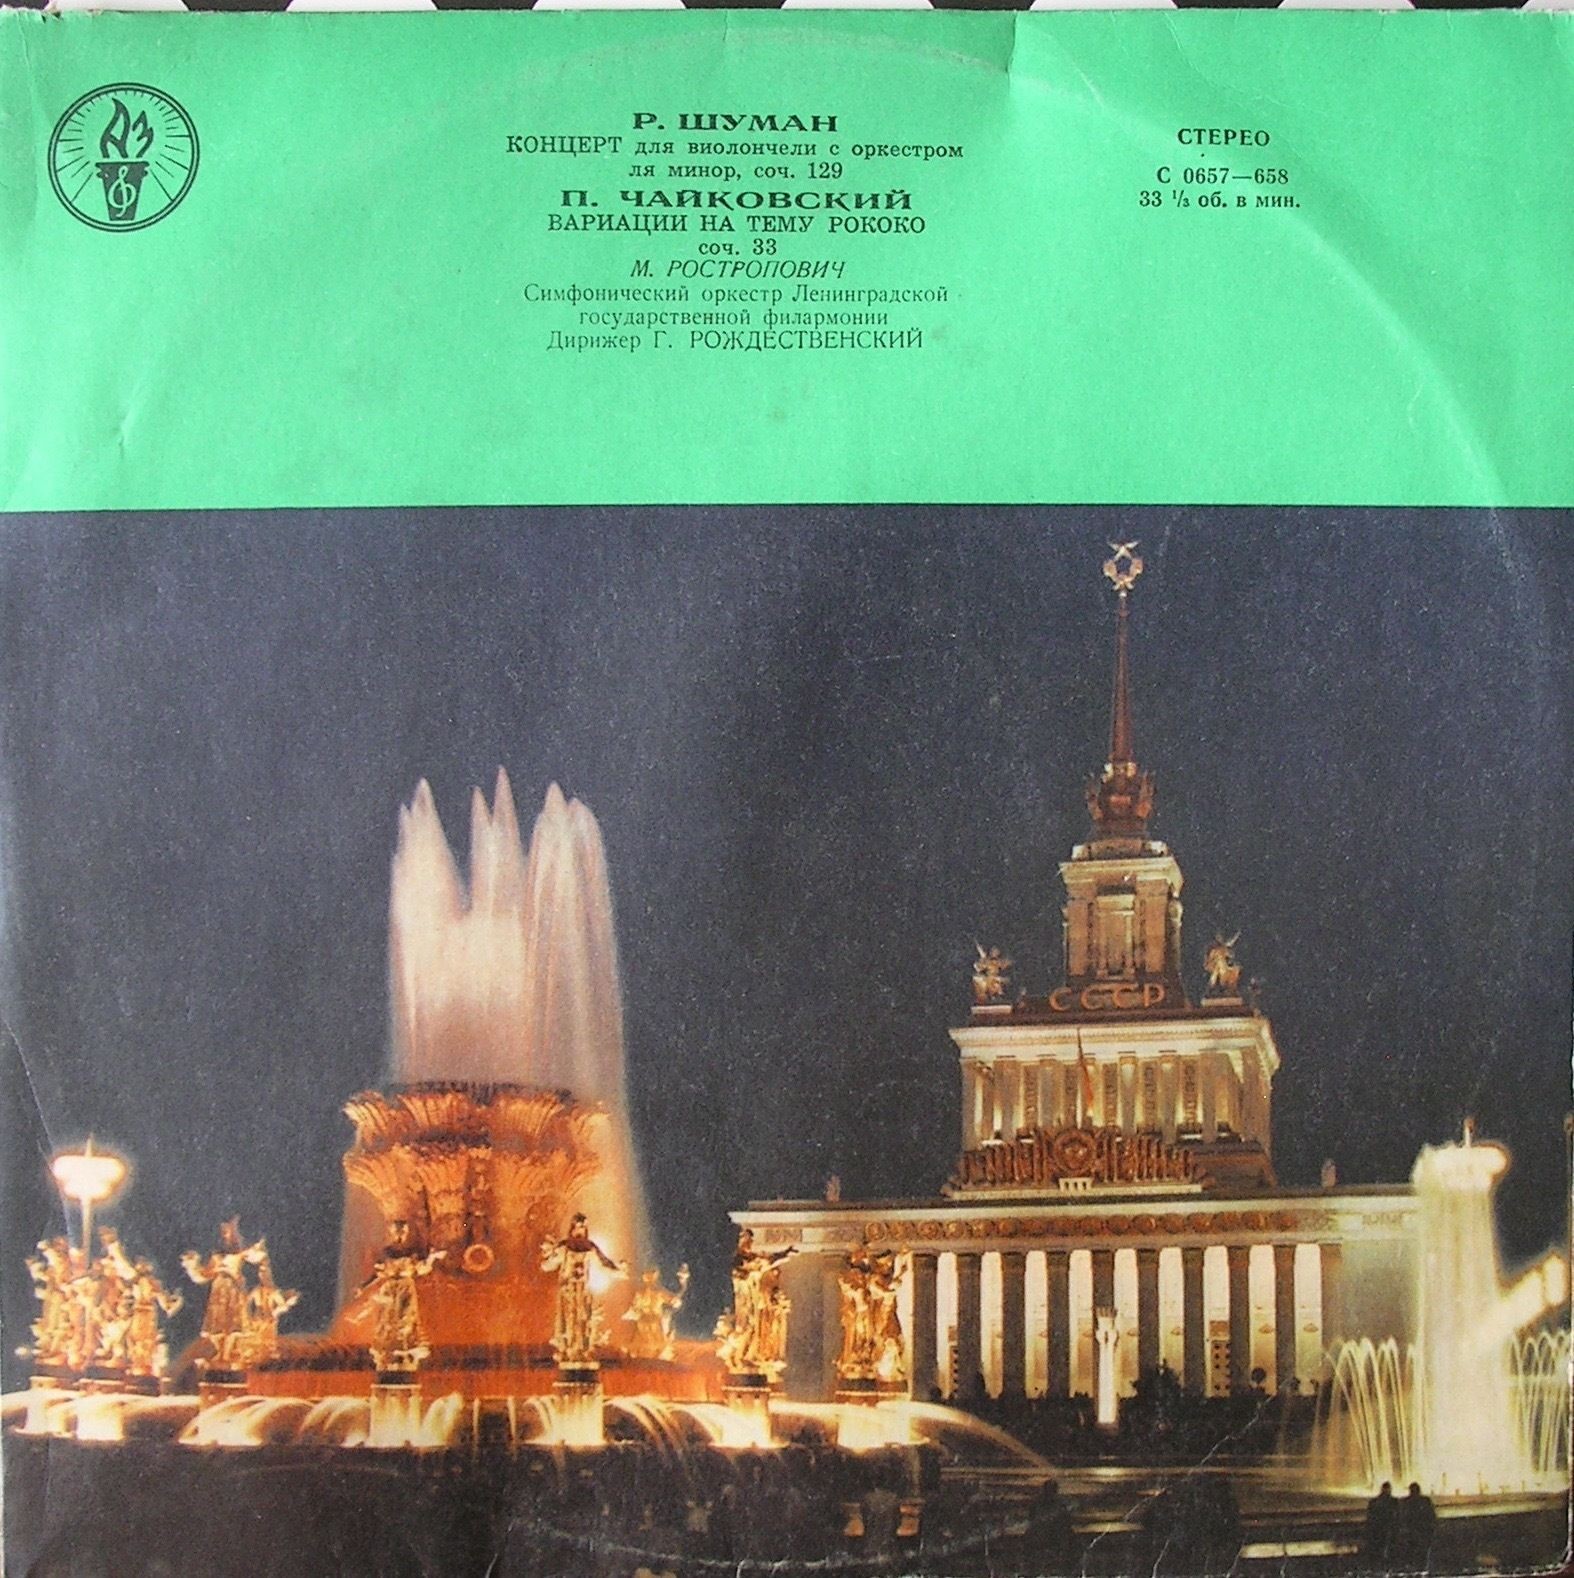 АЗ
Р. ШУМАН
КОНЦЕРТ для виолончели с оркестром
ля минор, соч. 129
П. ЧАЙКОВСКИЙ
ВАРИАЦИИ НА ТЕМУ РОКОКО
соч. 33
М. РОСТРОПОВИЧ
Симфонический оркестр Ленинградской
государственной филармонии
Дирижер Г. РОЖДЕСТВЕНСКИЙ
СТЕРЕО
С 0657—658
33 ⅓ об. в мин.
СССР